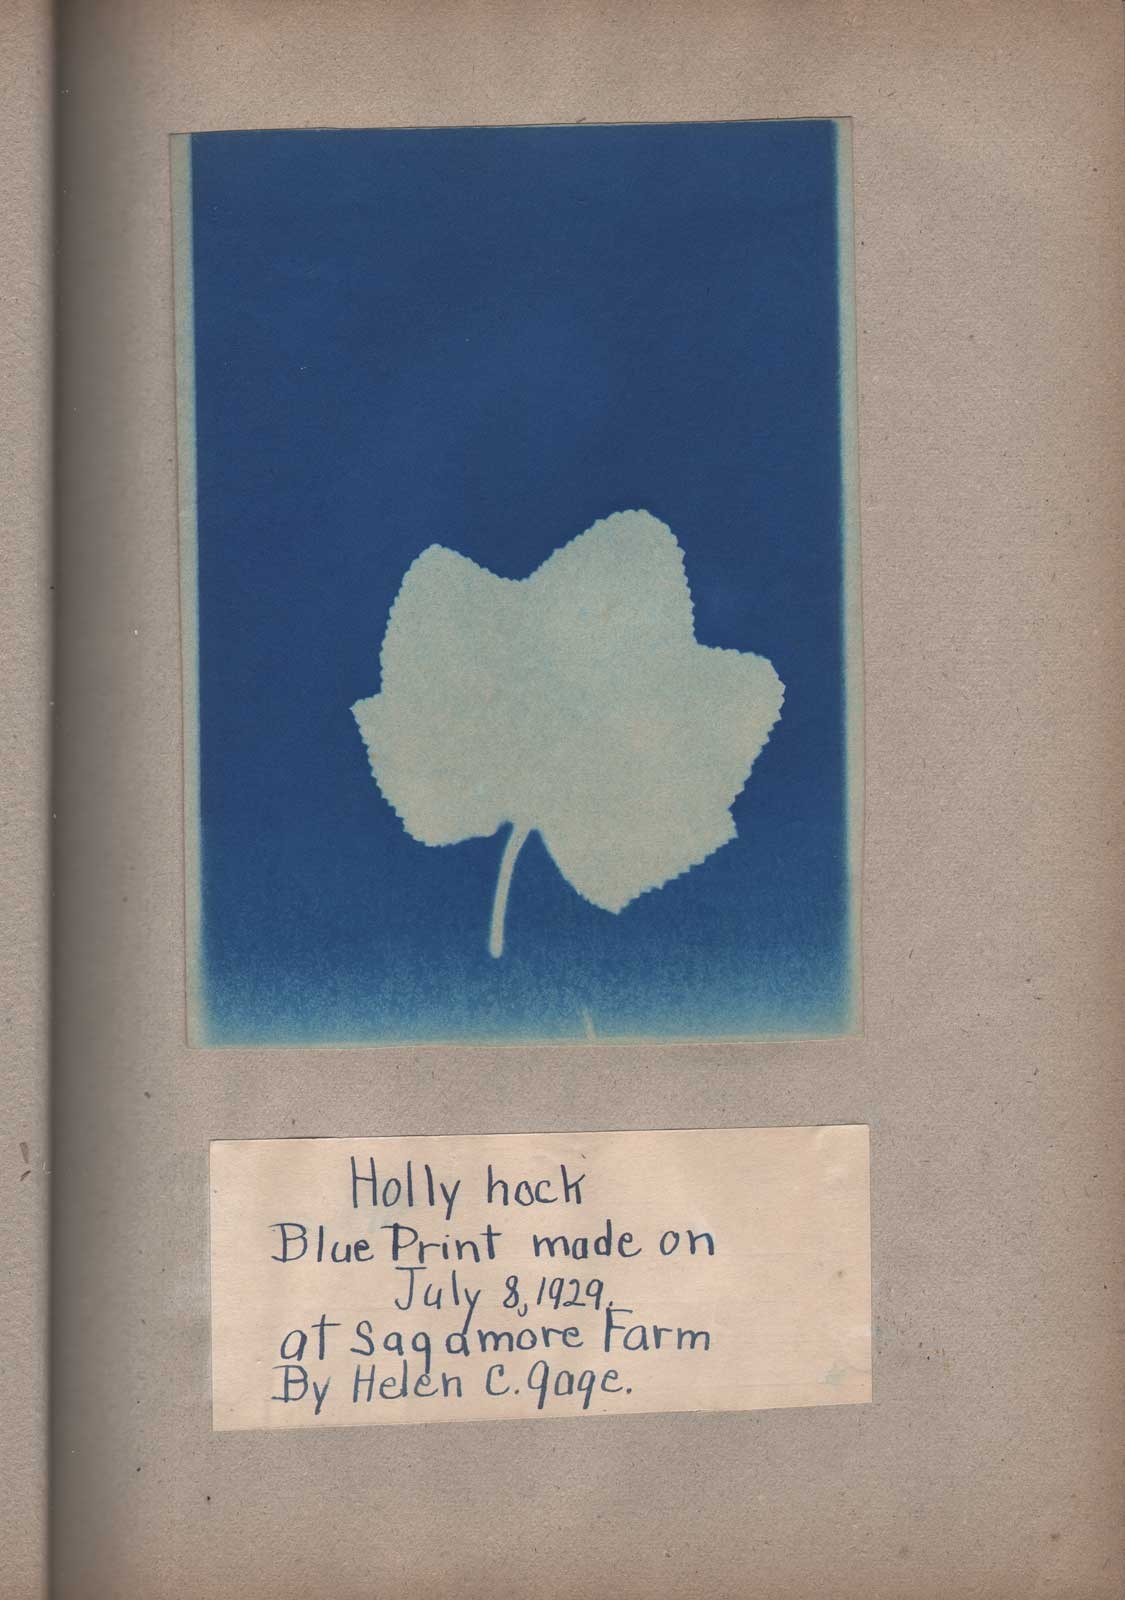 Holly hock
Blue Print made on
July 8, 1929.
at Sagamore Farm
By Helen C. Gage.